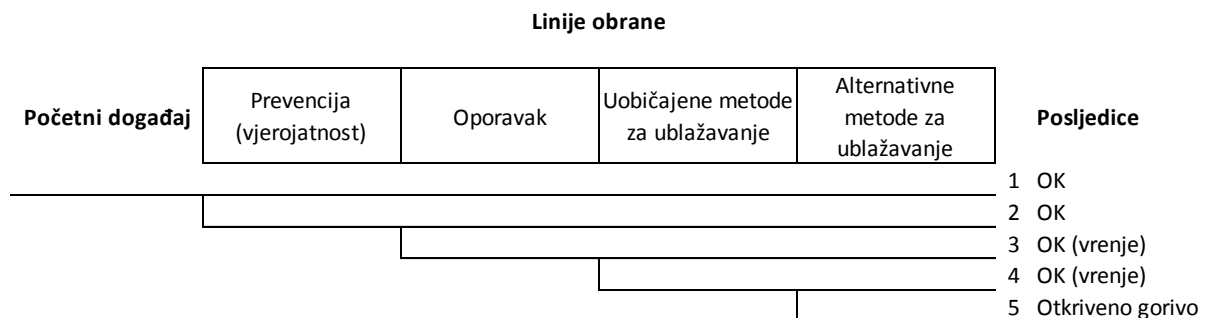 Linije obrane
Početni događaj
Prevencija
(vjerojatnost)
Oporavak
Uobičajene metode
za ublažavanje
Alternativne
metode za
ublažavanje
Posljedice
1 OK
2 OK
3 OK (vrenje)
4 OK (vrenje)
5 Otkriveno gorivo